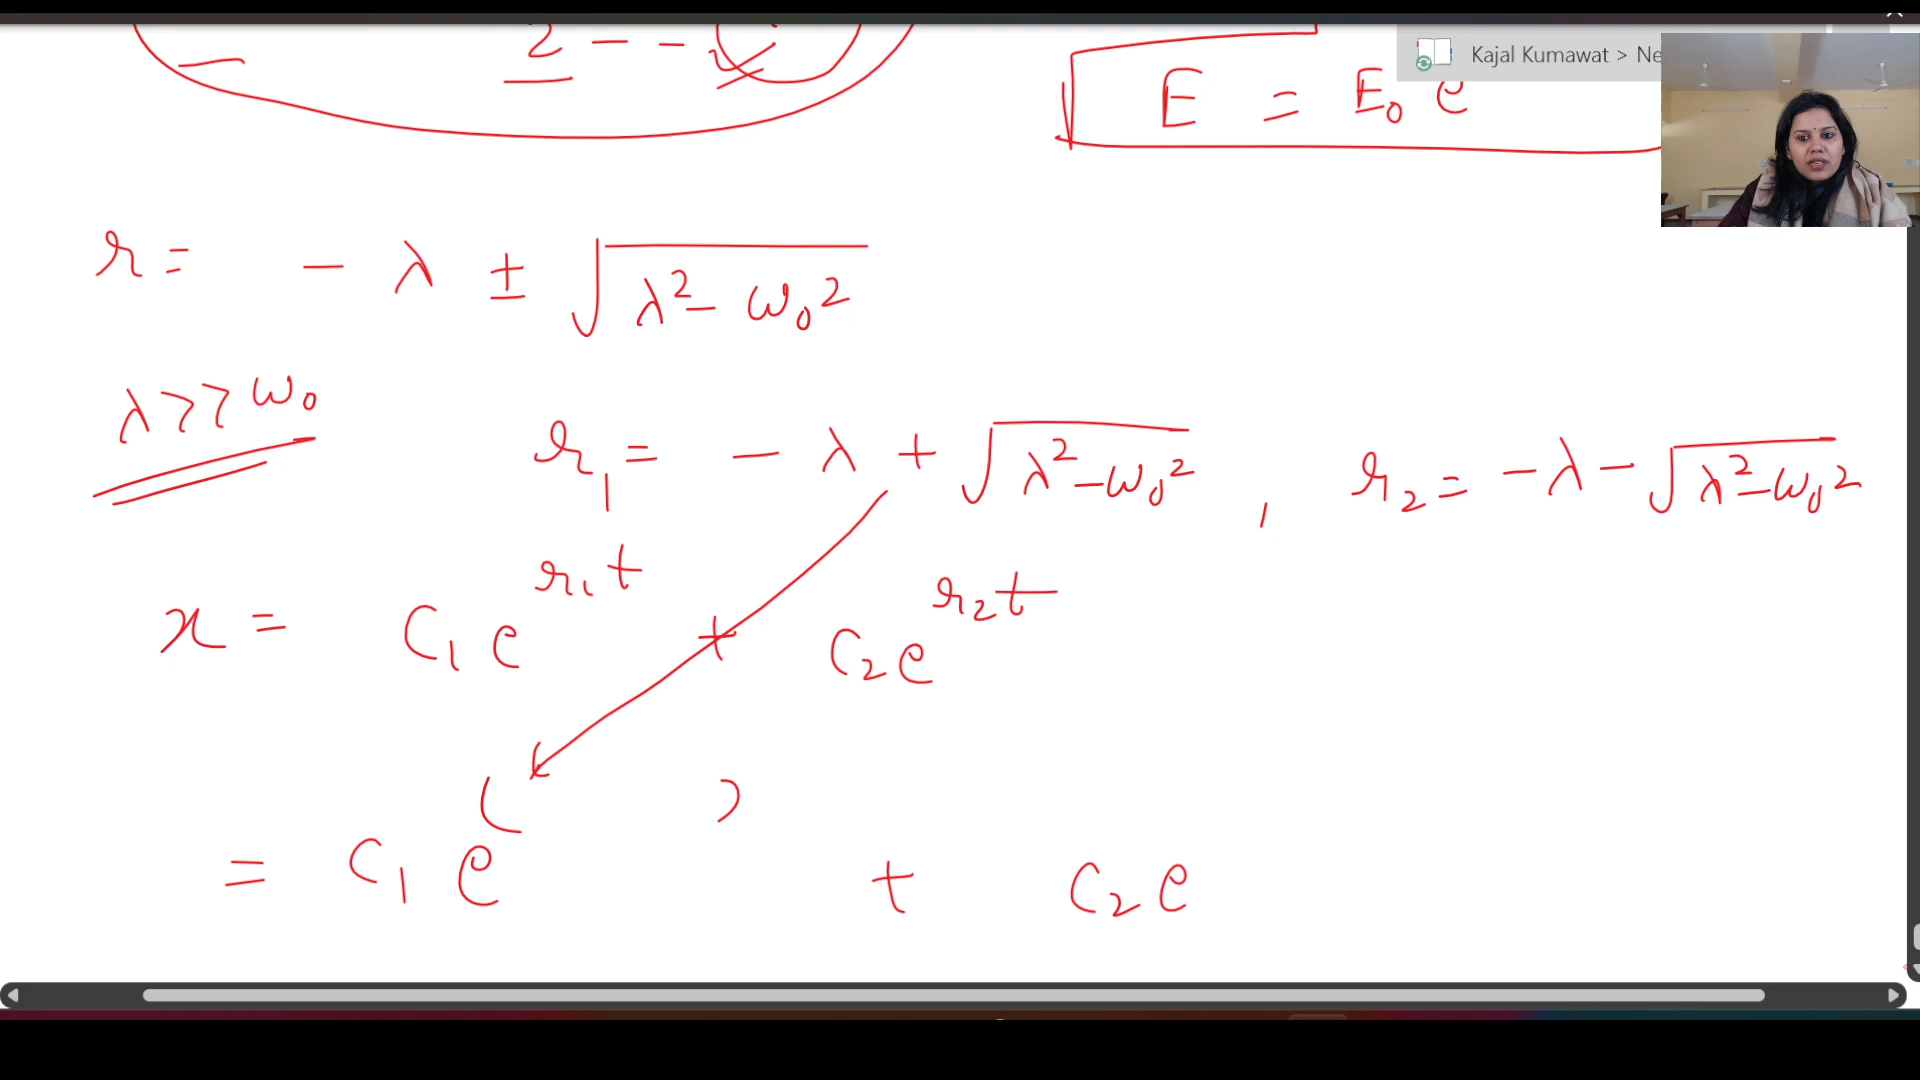 2 - -
Kajal Kumawat > Ne
E = E₀ e
r = - λ ± √(λ² - ω₀²)
λ >> ω₀
r₁ = - λ + √(λ² - ω₀²) , r₂ = - λ - √(λ² - ω₀²)
x = C₁ e^(r₁t) + C₂ e^(r₂t)
= C₁ e^( ) + C₂ e